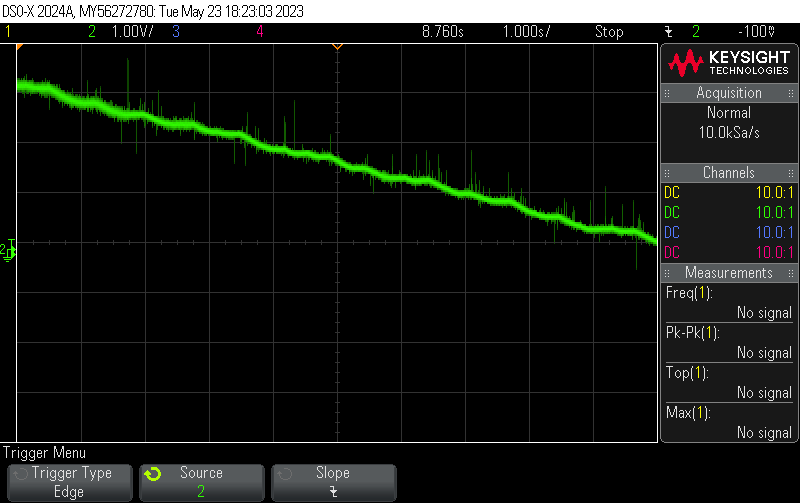 DSO-X 2024A, MY56272780: Tue May 23 18:23:03 2023
1 2 1.00V/ 3 4 8.760s 1.000s/ Stop 2 -100mV
KEYSIGHT
TECHNOLOGIES
Acquisition
Normal
10.0kSa/s
Channels
DC 10.0:1
DC 10.0:1
DC 10.0:1
DC 10.0:1
Measurements
Freq(1):
No signal
Pk-Pk(1):
No signal
Top(1):
No signal
Max(1):
No signal
2
T
Trigger Menu
Trigger Type
Edge
Source
2
Slope